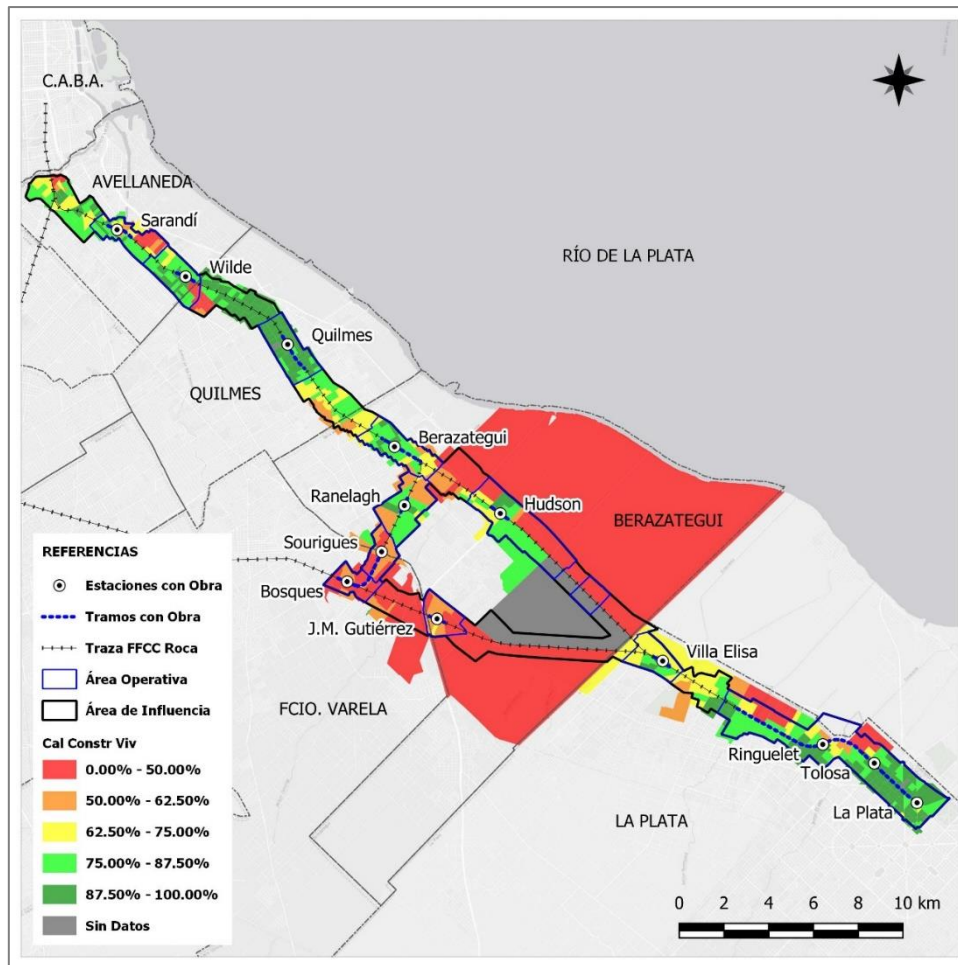 C.A.B.A.
AVELLANEDA
Sarandí
RÍO DE LA PLATA
Wilde
Quilmes
QUILMES
Berazategui
Ranelagh
Hudson
BERAZATEGUI
Sourigues
Bosques
J.M. Gutiérrez
Villa Elisa
FCIO. VARELA
Ringuelet
Tolosa
La Plata
LA PLATA
REFERENCIAS
Estaciones con Obra
Tramos con Obra
Traza FFCC Roca
Área Operativa
Área de Influencia
Cal Constr Viv
0.00% - 50.00%
50.00% - 62.50%
62.50% - 75.00%
75.00% - 87.50%
87.50% - 100.00%
Sin Datos
0 2 4 6 8 10 km